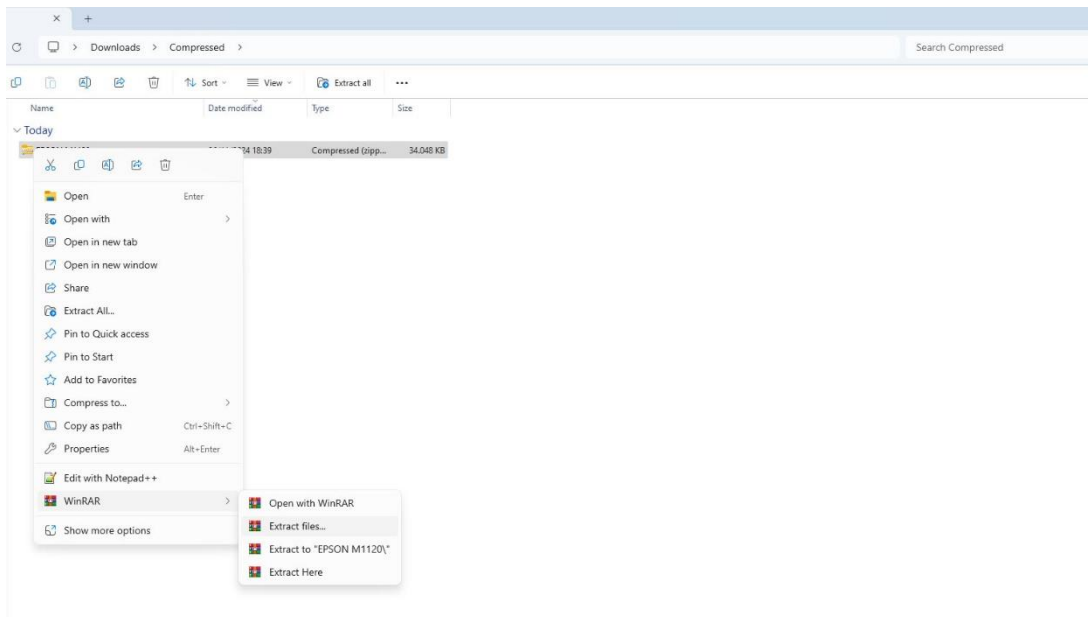 Downloads > Compressed >
Search Compressed
Sort
View
Extract all
...
Name Date modified Type Size
Today
18:39 Compressed (zipp... 34.048 KB
Open Enter
Open with
Open in new tab
Open in new window
Share
Extract All...
Pin to Quick access
Pin to Start
Add to Favorites
Compress to...
Copy as path Ctrl+Shift+C
Properties Alt+Enter
Edit with Notepad++
WinRAR
Show more options
Open with WinRAR
Extract files...
Extract to "EPSON M1120\"
Extract Here